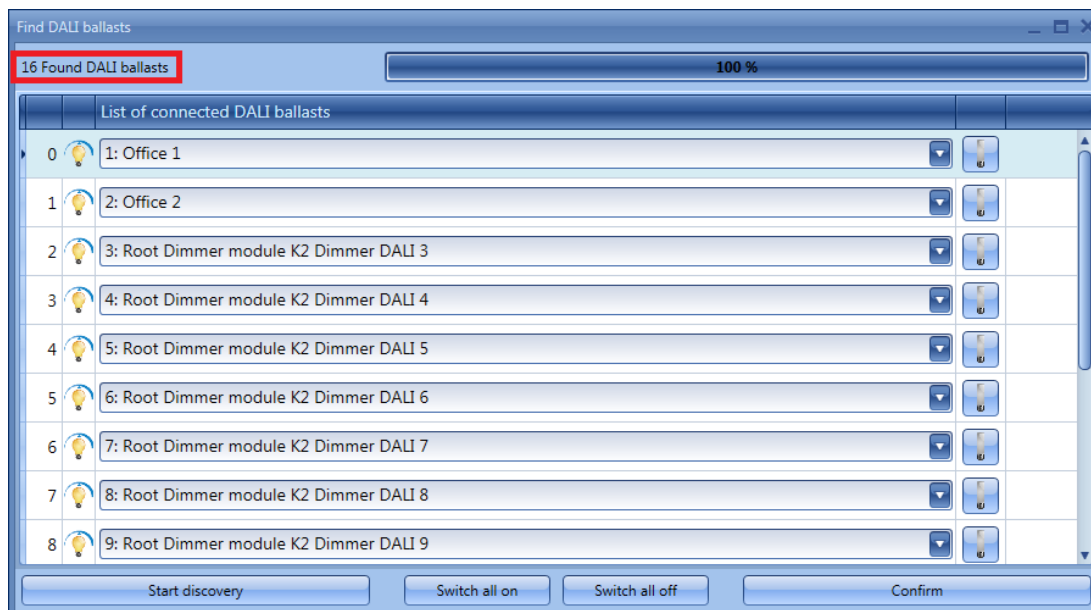 Find DALI ballasts
16 Found DALI ballasts 100 %
List of connected DALI ballasts
0 1: Office 1
1 2: Office 2
2 3: Root Dimmer module K2 Dimmer DALI 3
3 4: Root Dimmer module K2 Dimmer DALI 4
4 5: Root Dimmer module K2 Dimmer DALI 5
5 6: Root Dimmer module K2 Dimmer DALI 6
6 7: Root Dimmer module K2 Dimmer DALI 7
7 8: Root Dimmer module K2 Dimmer DALI 8
8 9: Root Dimmer module K2 Dimmer DALI 9
Start discovery Switch all on Switch all off Confirm